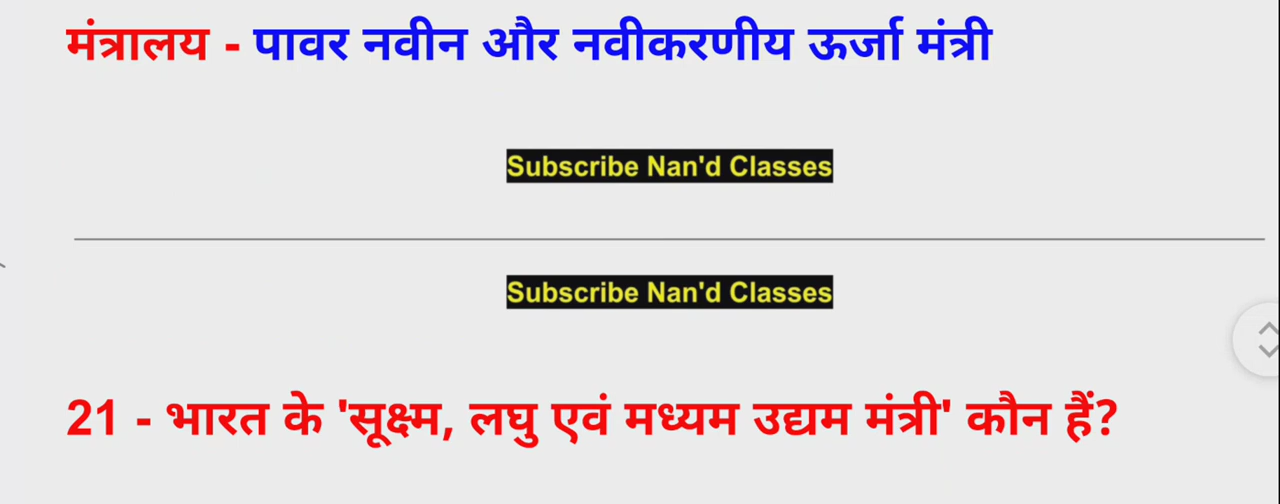 मंत्रालय - पावर नवीन और नवीकरणीय ऊर्जा मंत्री
Subscribe Nan'd Classes
Subscribe Nan'd Classes
21 - भारत के 'सूक्ष्म, लघु एवं मध्यम उद्यम मंत्री' कौन हैं?